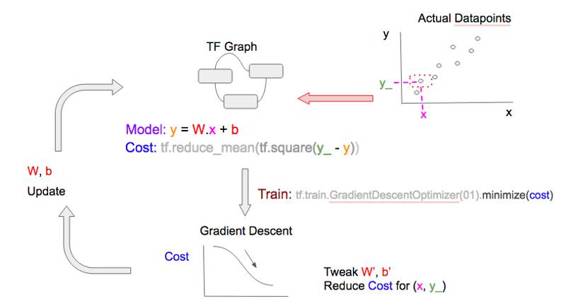 Actual Datapoints
y
TF Graph
y_
x
x
Model: y = W.x + b
Cost: tf.reduce_mean(tf.square(y_ - y))
W, b
Update
Train: tf.train.GradientDescentOptimizer(01).minimize(cost)
Gradient Descent
Cost
Tweak W', b'
Reduce Cost for (x, y_)